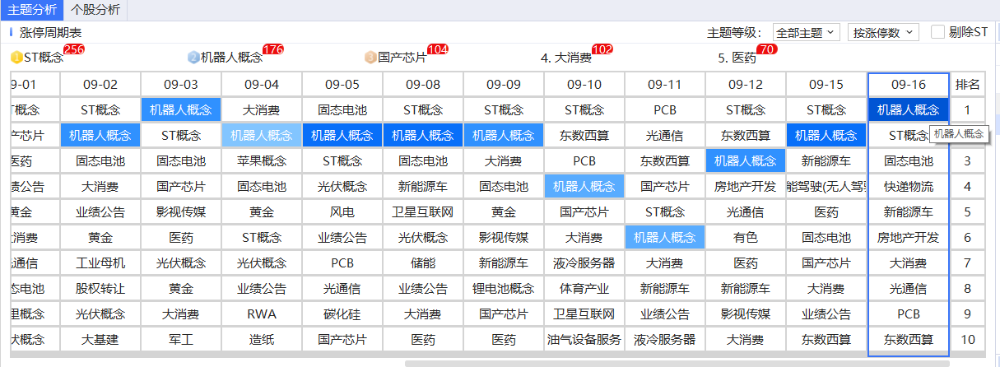 主题分析 个股分析
涨停周期表 主题等级： 全部主题 按涨停数 剔除ST
1 ST概念 256 2 机器人概念 176 3 国产芯片 104 4. 大消费 102 5. 医药 70
9-01 09-02 09-03 09-04 09-05 09-08 09-09 09-10 09-11 09-12 09-15 09-16 排名
T概念 ST概念 机器人概念 大消费 固态电池 ST概念 ST概念 ST概念 PCB ST概念 ST概念 机器人概念 1
产芯片 机器人概念 ST概念 机器人概念 机器人概念 机器人概念 机器人概念 东数西算 光通信 东数西算 机器人概念 ST概念 机器人概念
医药 固态电池 固态电池 苹果概念 ST概念 固态电池 大消费 PCB 东数西算 机器人概念 新能源车 固态电池 3
绩公告 大消费 国产芯片 固态电池 光伏概念 新能源车 固态电池 机器人概念 国产芯片 房地产开发 能驾驶(无人驾驶 快递物流 4
黄金 业绩公告 影视传媒 黄金 风电 卫星互联网 黄金 国产芯片 ST概念 光通信 医药 新能源车 5
消费 黄金 医药 ST概念 业绩公告 光伏概念 影视传媒 大消费 机器人概念 有色 固态电池 房地产开发 6
通信 工业母机 光伏概念 光伏概念 PCB 储能 新能源车 液冷服务器 大消费 医药 国产芯片 大消费 7
态电池 股权转让 黄金 业绩公告 光通信 业绩公告 锂电池概念 体育产业 新能源车 新能源车 大消费 光通信 8
里概念 光伏概念 大消费 RWA 碳化硅 大消费 国产芯片 卫星互联网 业绩公告 影视传媒 业绩公告 PCB 9
伏概念 大基建 军工 造纸 国产芯片 医药 医药 油气设备服务 液冷服务器 大消费 东数西算 东数西算 10